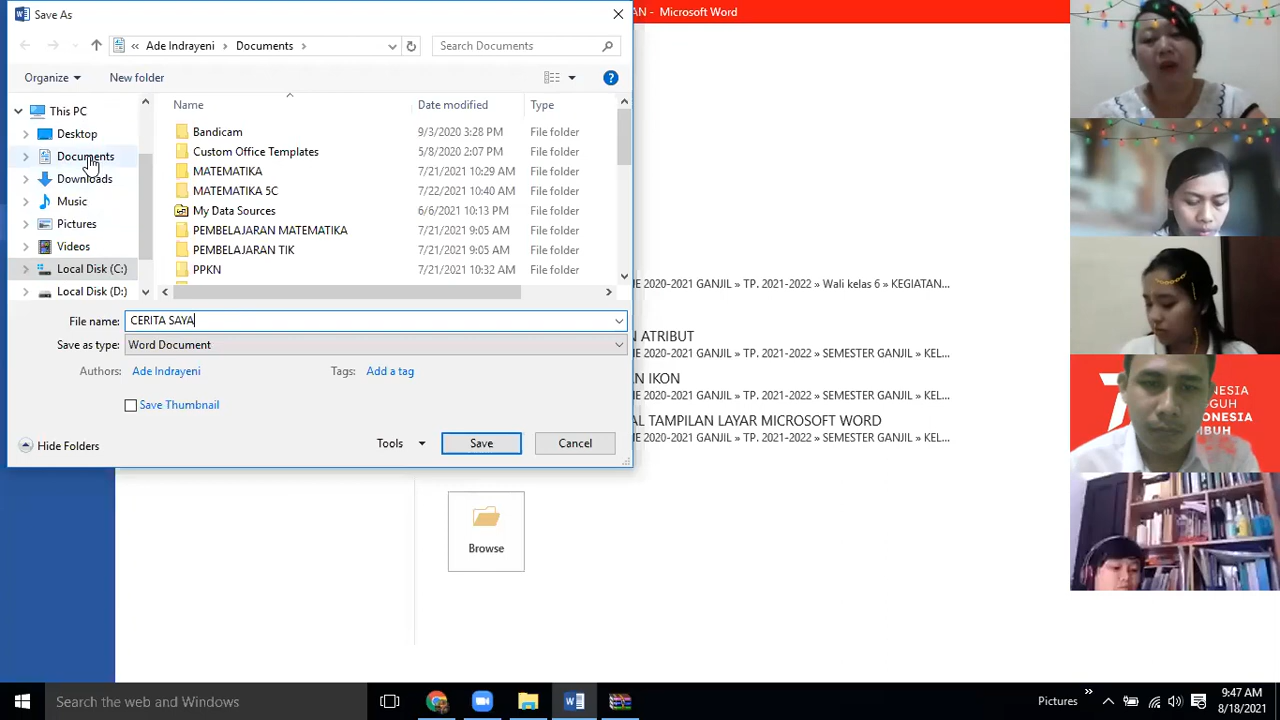 Save As
AN - Microsoft Word
« Ade Indrayeni › Documents ›
Search Documents
Organize
New folder
?
This PC
Desktop
Documents
Downloads
Music
Pictures
Videos
Local Disk (C:)
Local Disk (D:)
Name Date modified Type
Bandicam 9/3/2020 3:28 PM File folder
Custom Office Templates 5/8/2020 2:07 PM File folder
MATEMATIKA 7/21/2021 10:29 AM File folder
MATEMATIKA 5C 7/22/2021 10:40 AM File folder
My Data Sources 6/6/2021 10:13 PM File folder
PEMBELAJARAN MATEMATIKA 7/21/2021 9:05 AM File folder
PEMBELAJARAN TIK 7/21/2021 9:05 AM File folder
PPKN 7/21/2021 10:32 AM File folder
File name: CERITA SAYA
Save as type: Word Document
Authors: Ade Indrayeni
Tags: Add a tag
Save Thumbnail
Hide Folders
Tools
Save
Cancel
NE 2020-2021 GANJIL » TP. 2021-2022 » Wali kelas 6 » KEGIATAN...
N ATRIBUT
NE 2020-2021 GANJIL » TP. 2021-2022 » SEMESTER GANJIL » KEL...
AN IKON
NE 2020-2021 GANJIL » TP. 2021-2022 » SEMESTER GANJIL » KEL...
AL TAMPILAN LAYAR MICROSOFT WORD
NE 2020-2021 GANJIL » TP. 2021-2022 » SEMESTER GANJIL » KEL...
Browse
NESIA
GUH
ONESIA
MBUH
Search the web and Windows
Pictures
9:47 AM
8/18/2021